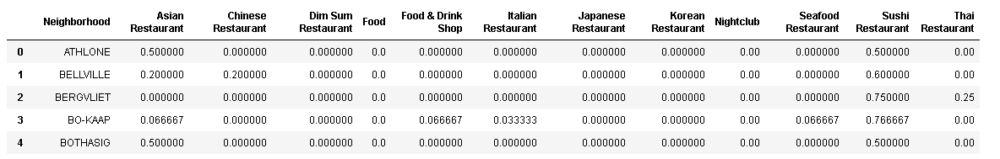 Neighborhood Asian Restaurant Chinese Restaurant Dim Sum Restaurant Food Food & Drink Shop Italian Restaurant Japanese Restaurant Korean Restaurant Nightclub Seafood Restaurant Sushi Restaurant Thai Restaurant
0 ATHLONE 0.500000 0.000000 0.000000 0.0 0.000000 0.000000 0.000000 0.000000 0.00 0.000000 0.500000 0.00
1 BELLVILLE 0.200000 0.200000 0.000000 0.0 0.000000 0.000000 0.000000 0.000000 0.00 0.000000 0.600000 0.00
2 BERGVLIET 0.000000 0.000000 0.000000 0.0 0.000000 0.000000 0.000000 0.000000 0.00 0.000000 0.750000 0.25
3 BO-KAAP 0.066667 0.000000 0.000000 0.0 0.066667 0.033333 0.000000 0.000000 0.00 0.066667 0.766667 0.00
4 BOTHASIG 0.500000 0.000000 0.000000 0.0 0.000000 0.000000 0.000000 0.000000 0.00 0.000000 0.500000 0.00